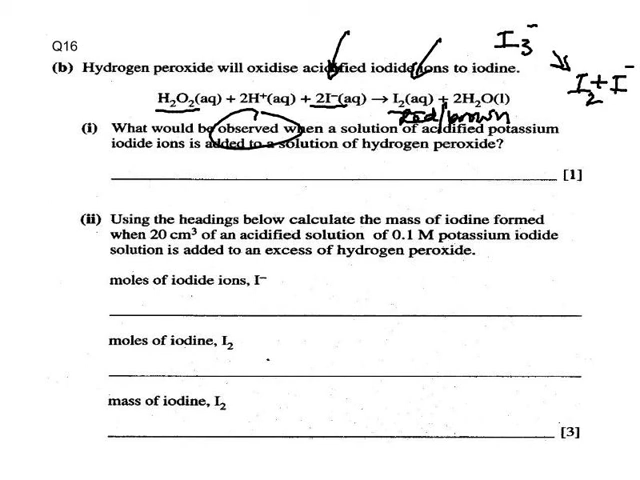 Q16
I₃⁻
I₂ + I⁻
(b) Hydrogen peroxide will oxidise acidified iodide ions to iodine.
H₂O₂(aq) + 2H⁺(aq) + 2I⁻(aq) → I₂(aq) + 2H₂O(l)
red/brown
(i) What would be observed when a solution of acidified potassium
iodide ions is added to a solution of hydrogen peroxide?
[1]
(ii) Using the headings below calculate the mass of iodine formed
when 20 cm³ of an acidified solution of 0.1 M potassium iodide
solution is added to an excess of hydrogen peroxide.
moles of iodide ions, I⁻
moles of iodine, I₂
mass of iodine, I₂
[3]